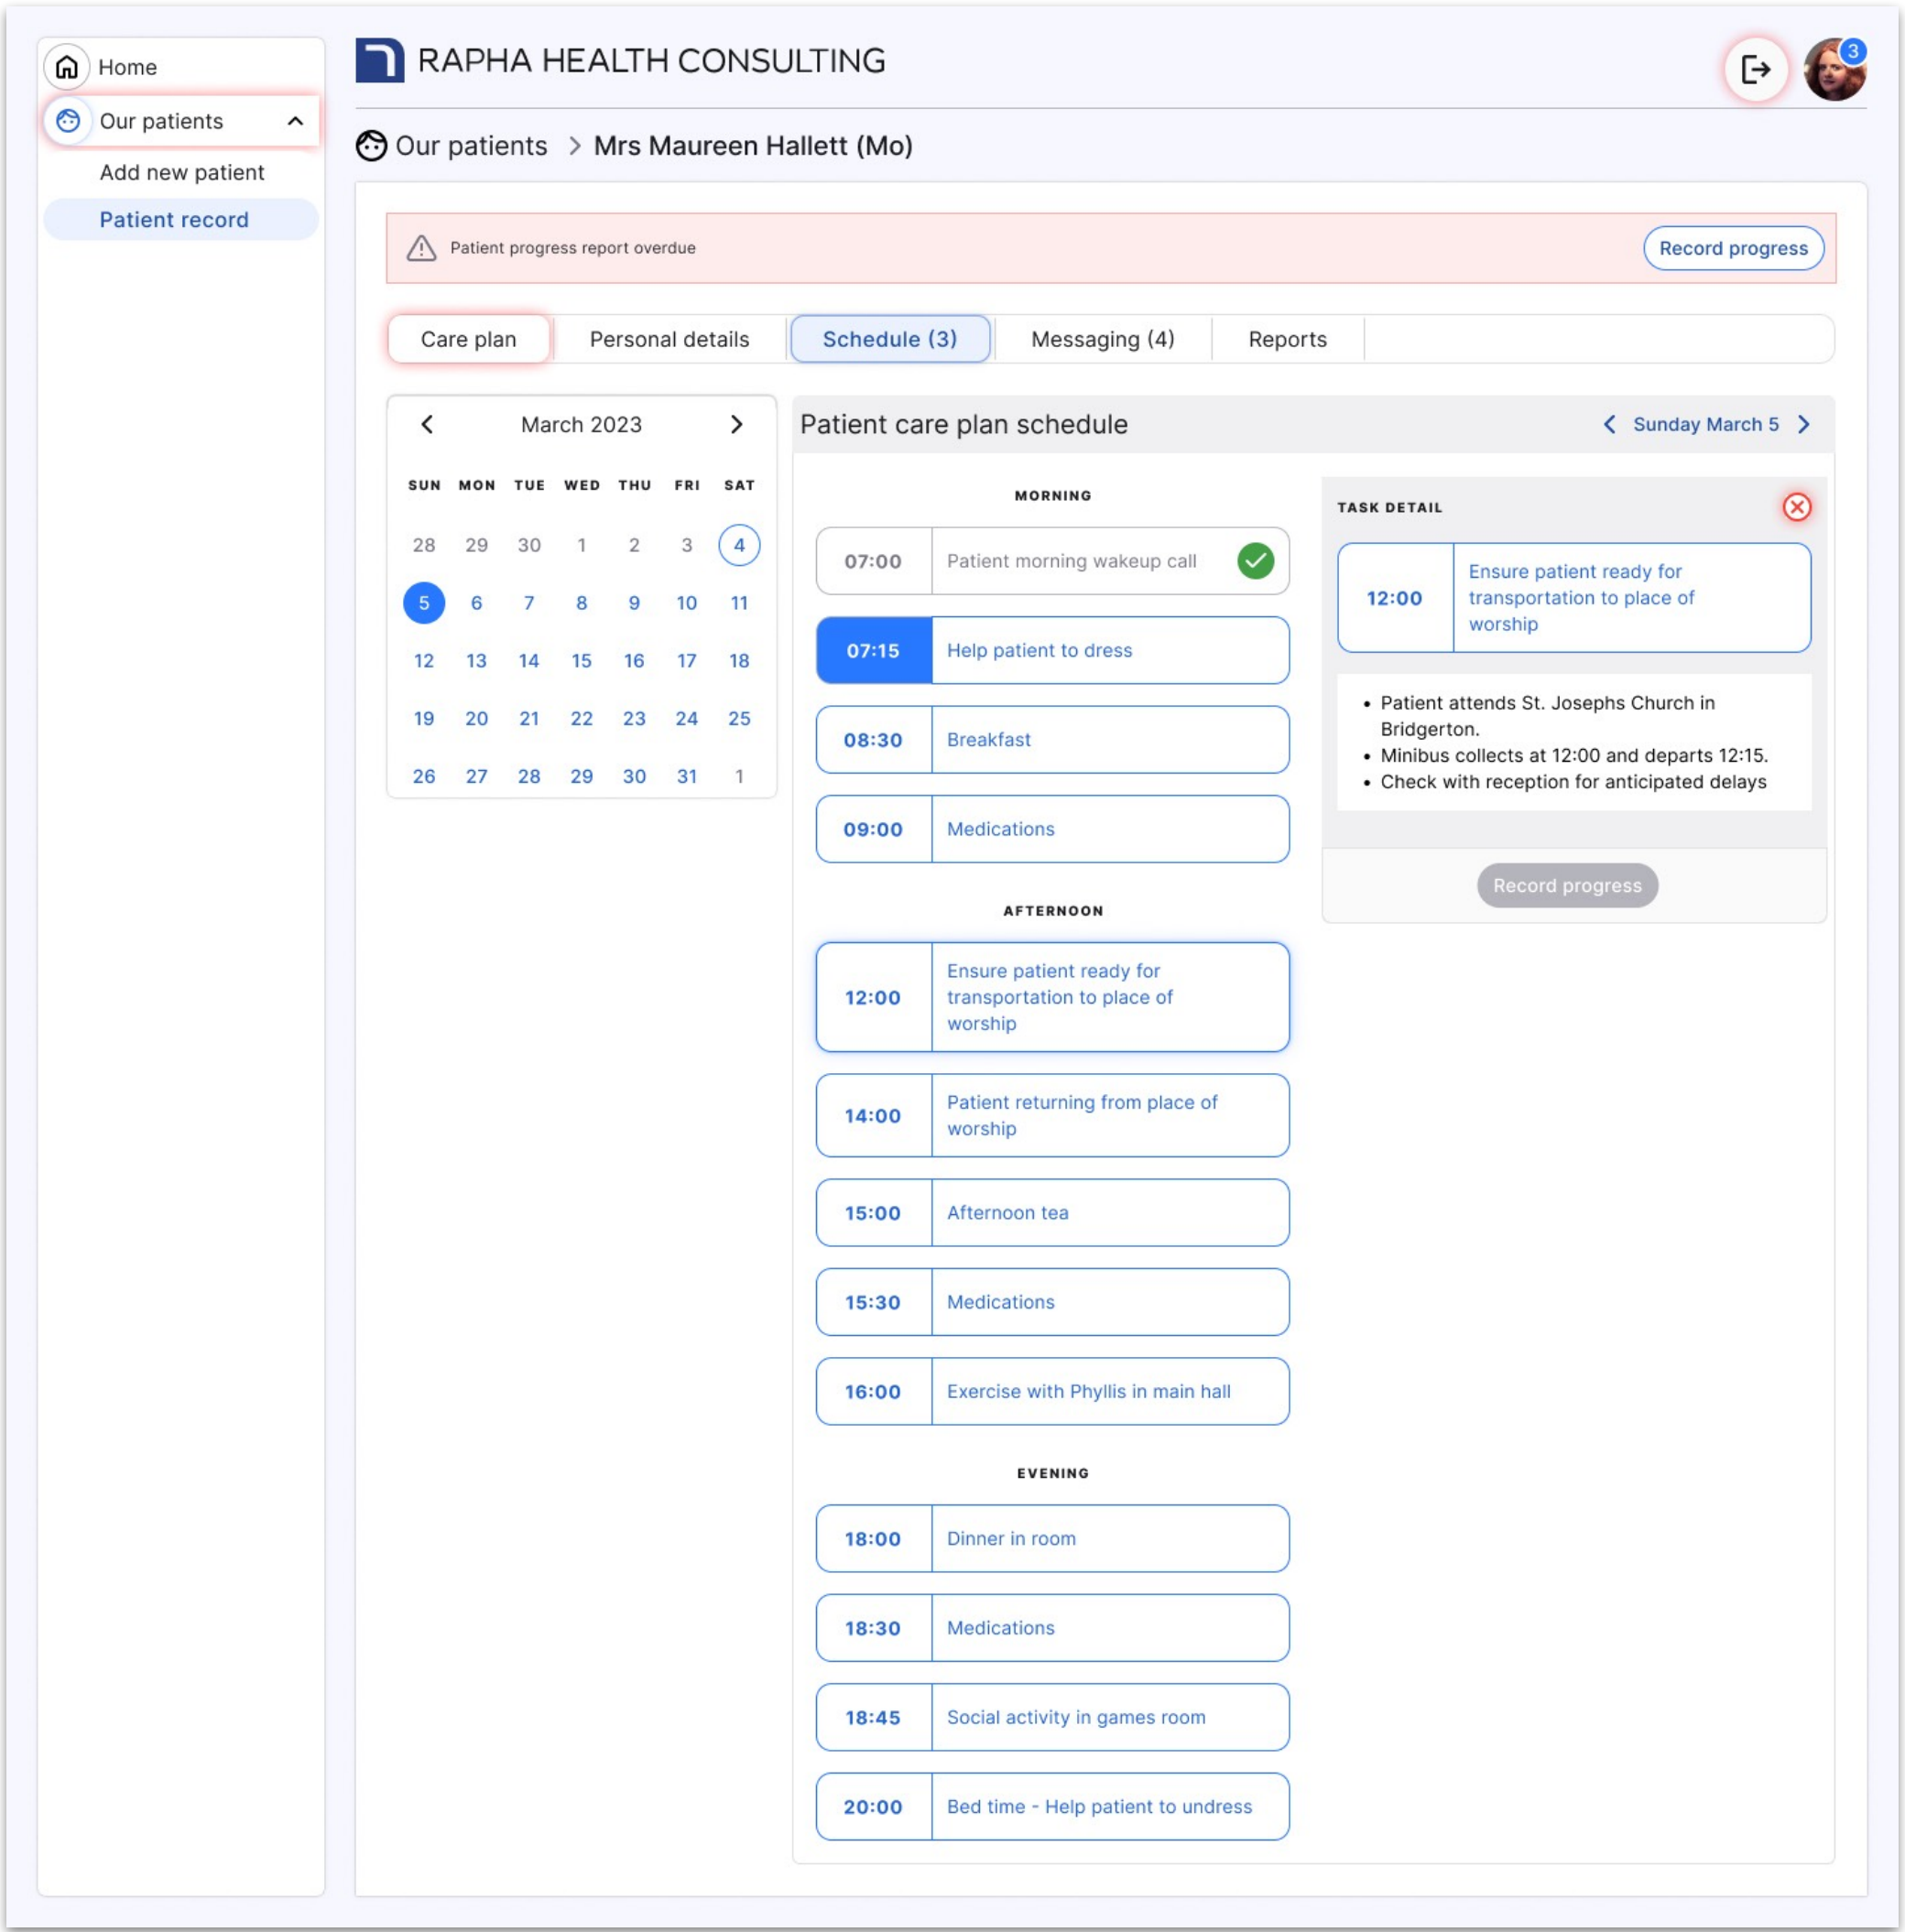 Home
Our patients
Add new patient
Patient record
RAPHA HEALTH CONSULTING
3
Our patients > Mrs Maureen Hallett (Mo)
Patient progress report overdue
Record progress
Care plan Personal details Schedule (3) Messaging (4) Reports
March 2023
SUN MON TUE WED THU FRI SAT
28 29 30 1 2 3 4
5 6 7 8 9 10 11
12 13 14 15 16 17 18
19 20 21 22 23 24 25
26 27 28 29 30 31 1
Patient care plan schedule
Sunday March 5
MORNING
07:00 Patient morning wakeup call
07:15 Help patient to dress
08:30 Breakfast
09:00 Medications
AFTERNOON
12:00
Ensure patient ready for
transportation to place of
worship
14:00
Patient returning from place of
worship
15:00 Afternoon tea
15:30 Medications
16:00 Exercise with Phyllis in main hall
EVENING
18:00 Dinner in room
18:30 Medications
18:45 Social activity in games room
20:00 Bed time - Help patient to undress
TASK DETAIL
12:00
Ensure patient ready for
transportation to place of
worship
• Patient attends St. Josephs Church in
Bridgerton.
• Minibus collects at 12:00 and departs 12:15.
• Check with reception for anticipated delays
Record progress